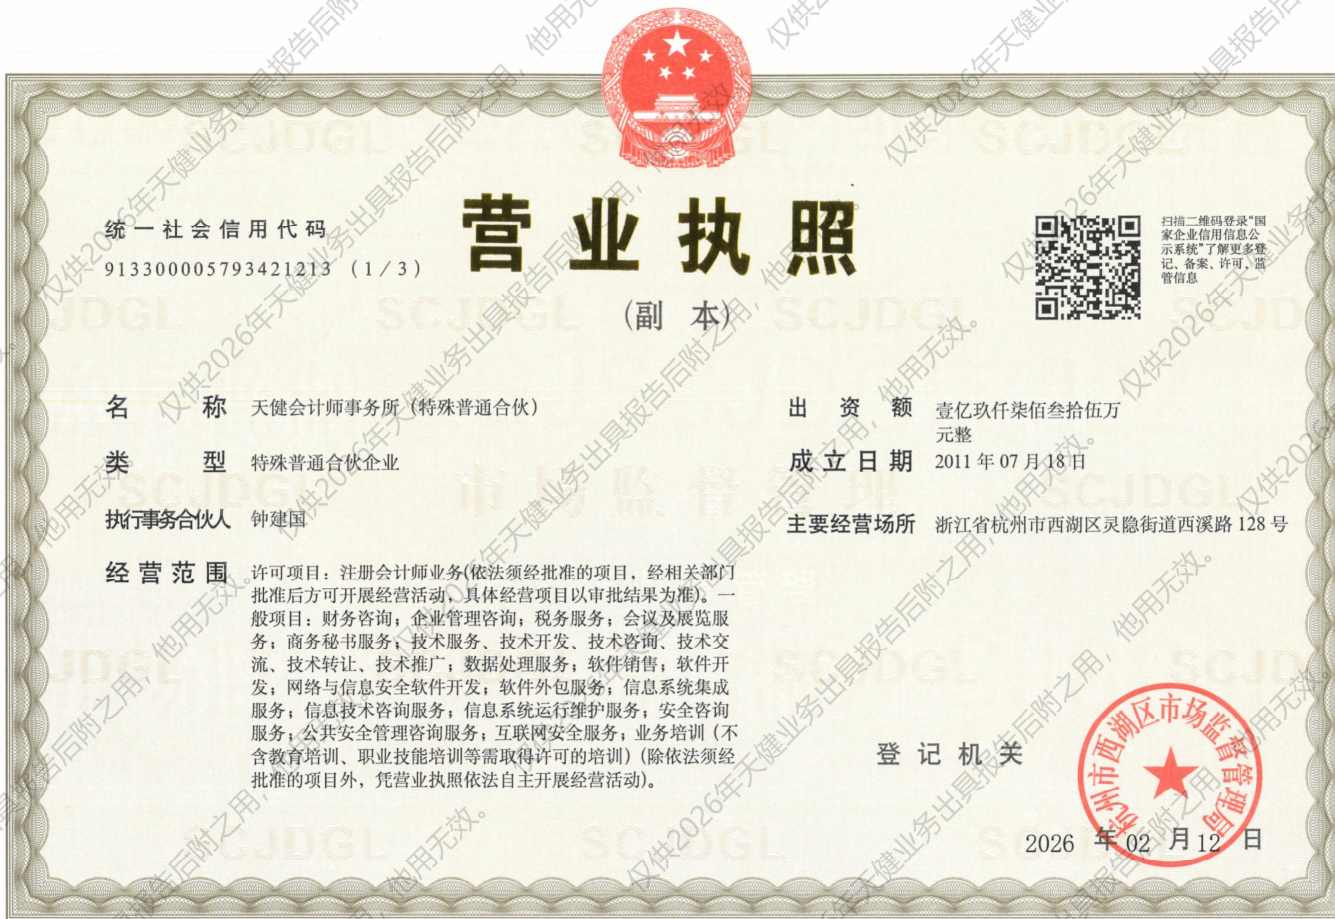 统一社会信用代码
913300005793421213 (1/3)
营业执照
(副 本)
扫描二维码登录“国
家企业信用信息公
示系统”了解更多登
记、备案、许可、监
管信息
名 称 天健会计师事务所（特殊普通合伙）
类 型 特殊普通合伙企业
执行事务合伙人 钟建国
经营范围 许可项目：注册会计师业务(依法须经批准的项目，经相关部门
批准后方可开展经营活动，具体经营项目以审批结果为准)。一
般项目：财务咨询；企业管理咨询；税务服务；会议及展览服
务；商务秘书服务；技术服务、技术开发、技术咨询、技术交
流、技术转让、技术推广；数据处理服务；软件销售；软件开
发；网络与信息安全软件开发；软件外包服务；信息系统集成
服务；信息技术咨询服务；信息系统运行维护服务；安全咨询
服务；公共安全管理咨询服务；互联网安全服务；业务培训（不
含教育培训、职业技能培训等需取得许可的培训）(除依法须经
批准的项目外，凭营业执照依法自主开展经营活动)。
出 资 额 壹亿玖仟柒佰叁拾伍万
元整
成立日期 2011 年 07 月 18 日
主要经营场所 浙江省杭州市西湖区灵隐街道西溪路 128 号
登记机关
杭州市西湖区市场监督管理局
2026 年 02 月 12 日
SCJDGL
市场监督管理
仅供2026年天健业务出具报告后附之用，他用无效。